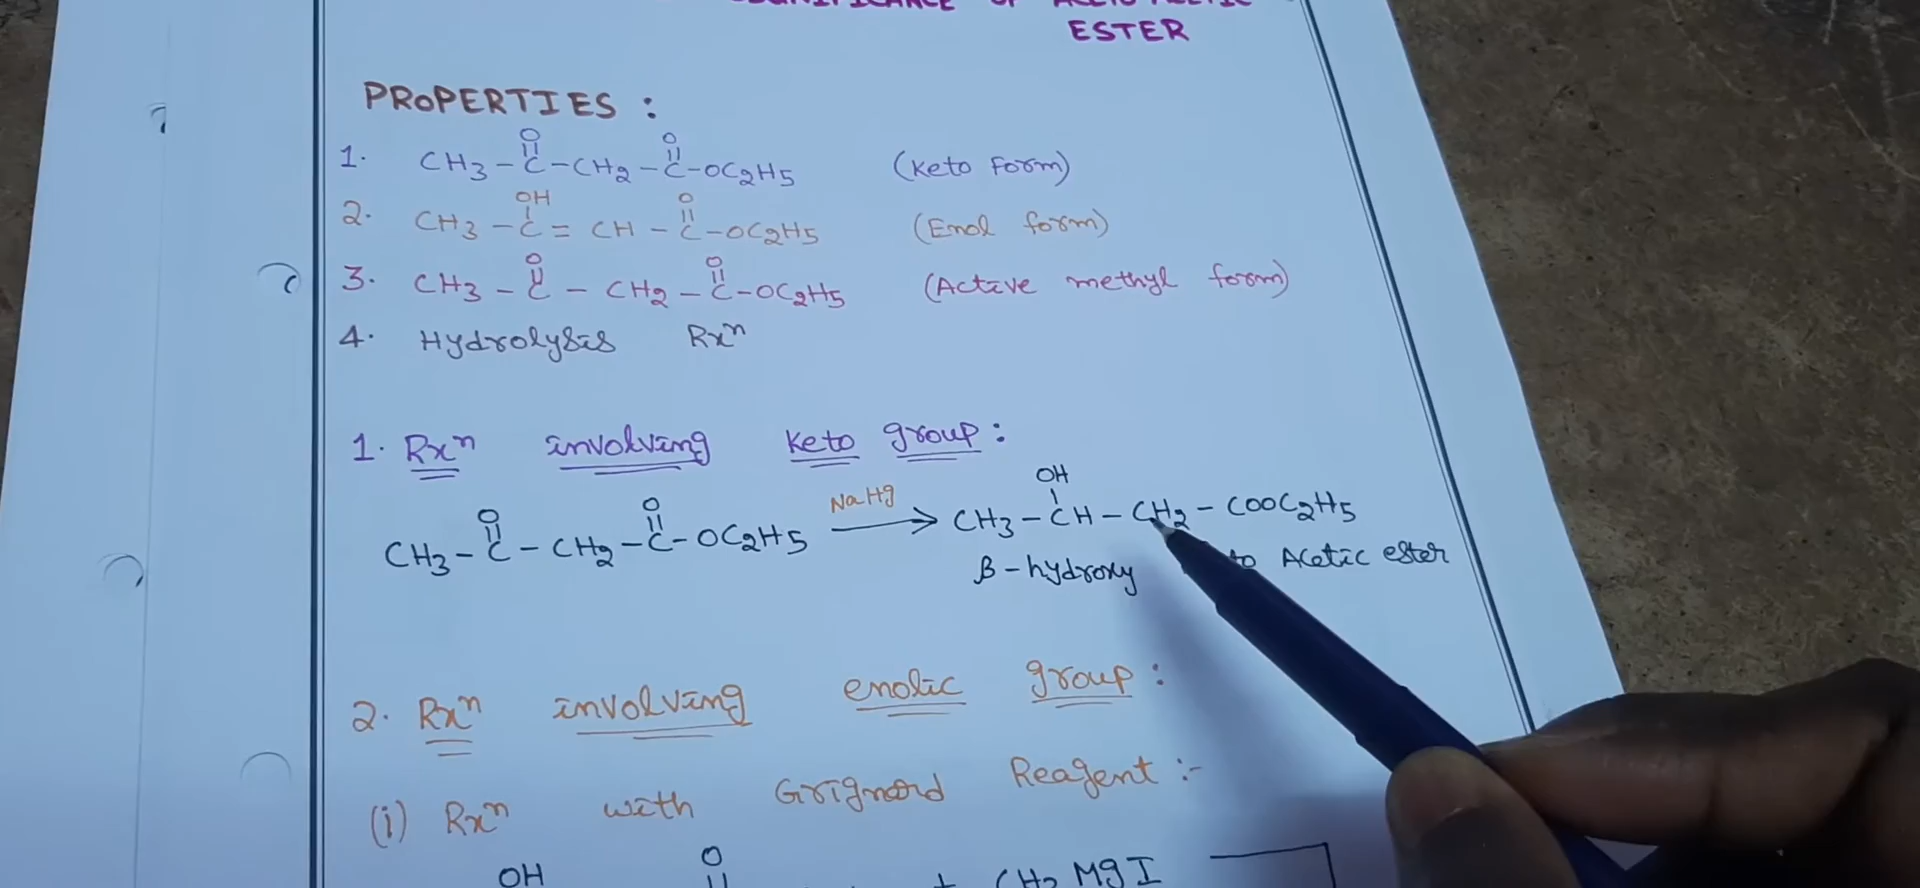 OF
ESTER
PROPERTIES :
1. CH3-C(=O)-CH2-C(=O)-OC2H5 (Keto Form)
2. CH3-C(OH)=CH-C(=O)-OC2H5 (Enol form)
3. CH3-C(=O)-CH2-C(=O)-OC2H5 (Active methyl form)
4. Hydrolysis Rxn
1. Rxn involving keto group:
CH3-C(=O)-CH2-C(=O)-OC2H5 NaHg → CH3-CH(OH)-CH2-COOC2H5
β-hydroxy Acetic ester
2. Rxn involving enolic group:
(i) Rxn with Grignard Reagent :-
OH O + CH3MgI